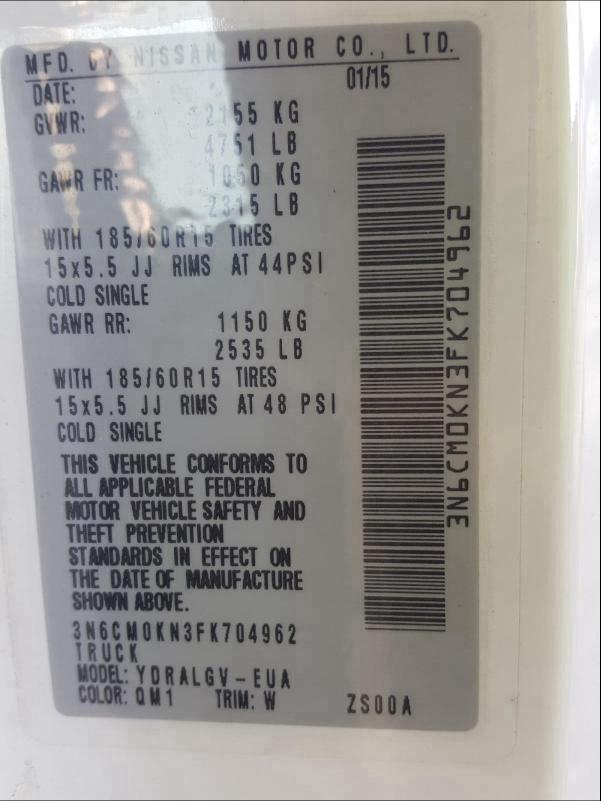 MFD. BY NISSAN MOTOR CO., LTD.
DATE: 01/15
GVWR: 2155 KG
4751 LB
GAWR FR: 1050 KG
2315 LB
WITH 185/60R15 TIRES
15x5.5 JJ RIMS AT 44PSI
COLD SINGLE
GAWR RR: 1150 KG
2535 LB
WITH 185/60R15 TIRES
15x5.5 JJ RIMS AT 48 PSI
COLD SINGLE
THIS VEHICLE CONFORMS TO
ALL APPLICABLE FEDERAL
MOTOR VEHICLE SAFETY AND
THEFT PREVENTION
STANDARDS IN EFFECT ON
THE DATE OF MANUFACTURE
SHOWN ABOVE.
3N6CM0KN3FK704962
TRUCK
MODEL: YDRALGV-EUA
COLOR: QM1 TRIM: W ZS00A
3N6CM0KN3FK704962